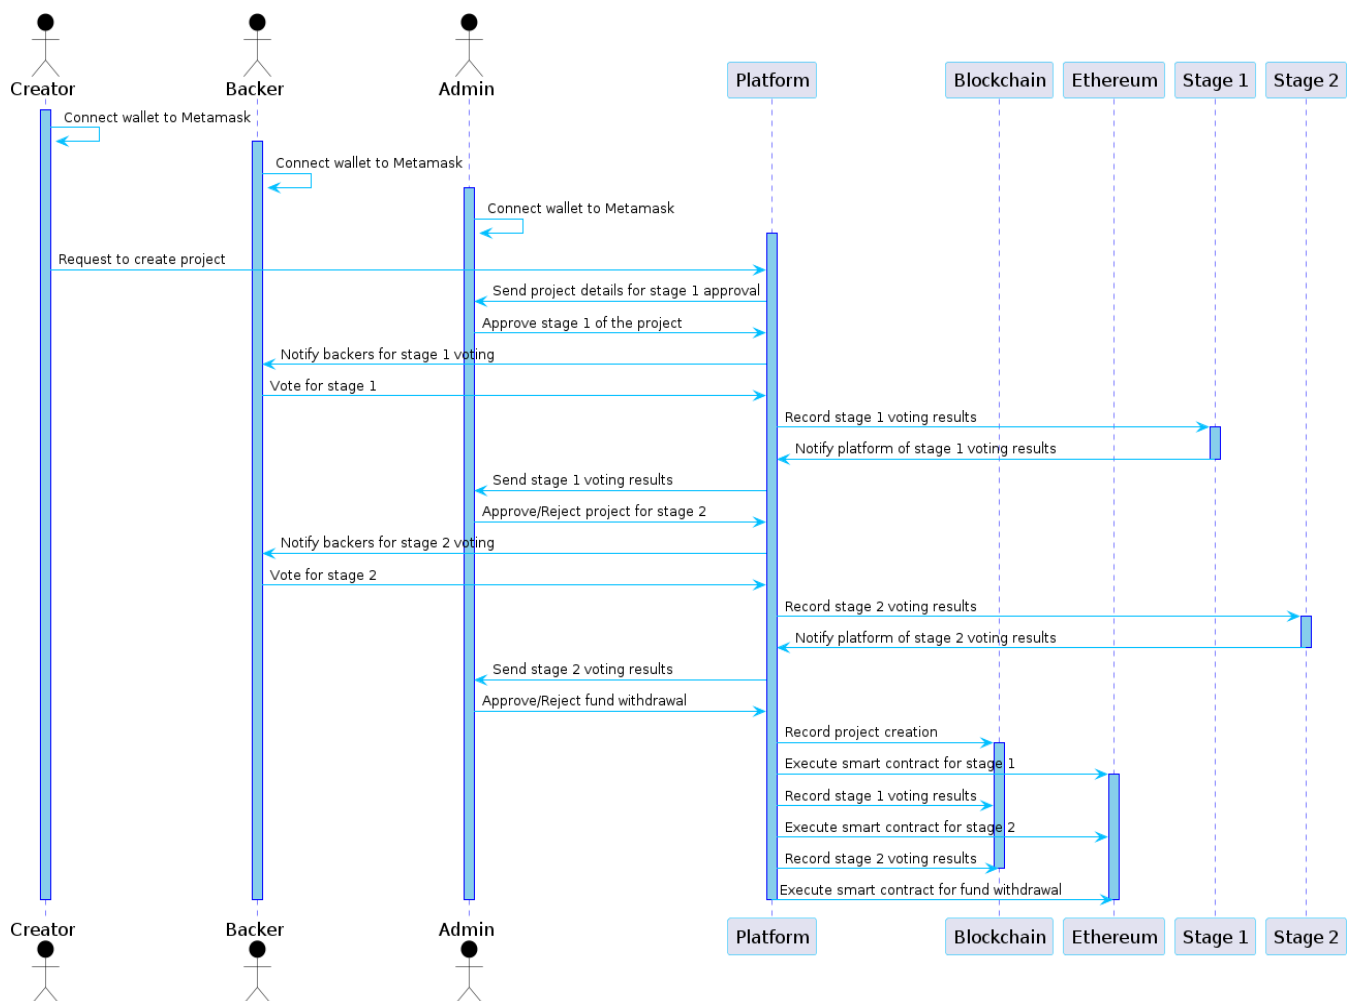 Creator
Backer
Admin
Platform
Blockchain
Ethereum
Stage 1
Stage 2
Connect wallet to Metamask
Connect wallet to Metamask
Connect wallet to Metamask
Request to create project
Send project details for stage 1 approval
Approve stage 1 of the project
Notify backers for stage 1 voting
Vote for stage 1
Record stage 1 voting results
Notify platform of stage 1 voting results
Send stage 1 voting results
Approve/Reject project for stage 2
Notify backers for stage 2 voting
Vote for stage 2
Record stage 2 voting results
Notify platform of stage 2 voting results
Send stage 2 voting results
Approve/Reject fund withdrawal
Record project creation
Execute smart contract for stage 1
Record stage 1 voting results
Execute smart contract for stage 2
Record stage 2 voting results
Execute smart contract for fund withdrawal
Creator
Backer
Admin
Platform
Blockchain
Ethereum
Stage 1
Stage 2